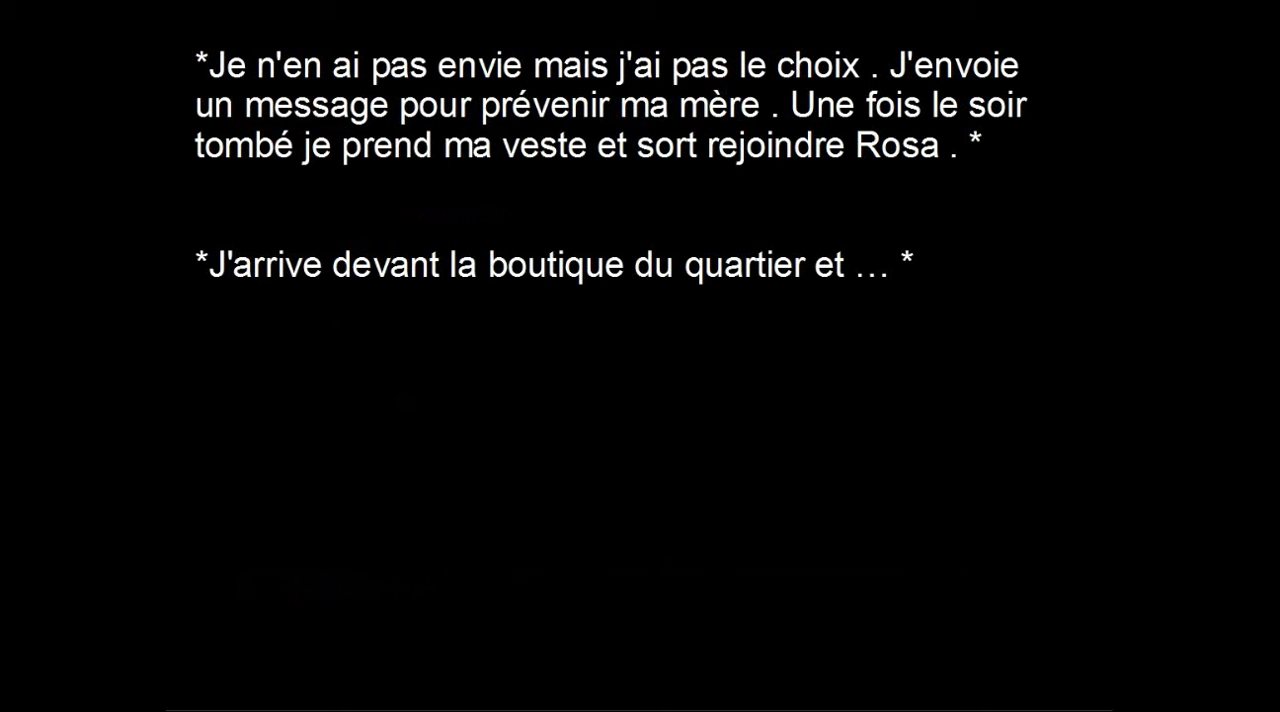 *Je n'en ai pas envie mais j'ai pas le choix . J'envoie
un message pour prévenir ma mère . Une fois le soir
tombé je prend ma veste et sort rejoindre Rosa . *
*J'arrive devant la boutique du quartier et … *